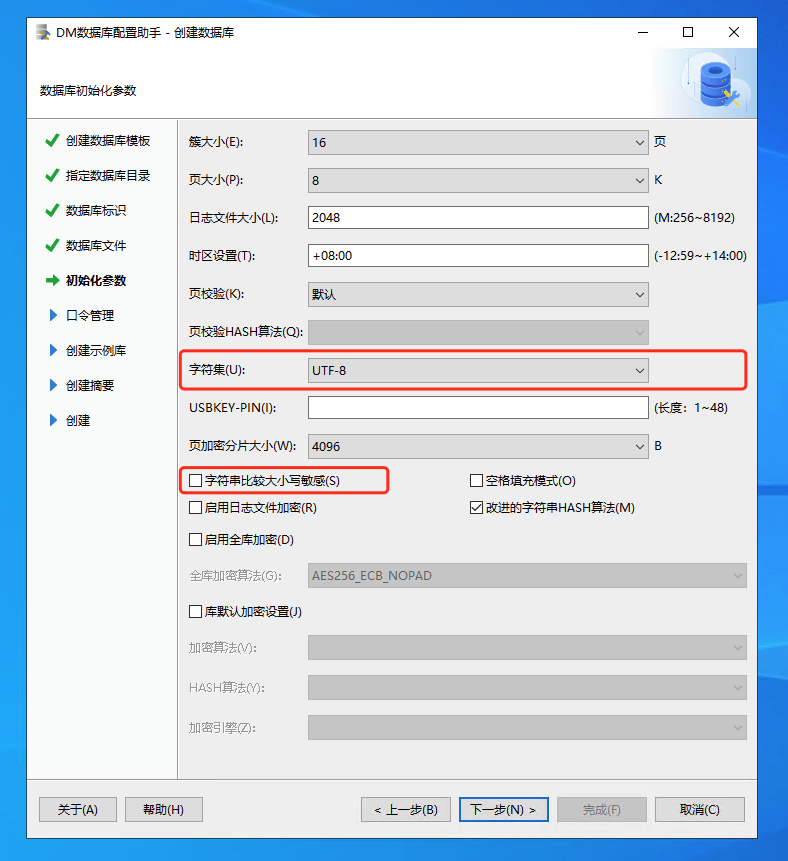 DM数据库配置助手 - 创建数据库
数据库初始化参数
创建数据库模板
指定数据库目录
数据库标识
数据库文件
初始化参数
口令管理
创建示例库
创建摘要
创建
簇大小(E): 16 页
页大小(P): 8 K
日志文件大小(L): 2048 (M:256~8192)
时区设置(T): +08:00 (-12:59~+14:00)
页校验(K): 默认
页校验HASH算法(Q):
字符集(U): UTF-8
USBKEY-PIN(I): (长度：1~48)
页加密分片大小(W): 4096 B
字符串比较大小写敏感(S) 空格填充模式(O)
启用日志文件加密(R) 改进的字符串HASH算法(M)
启用全库加密(D)
全库加密算法(G): AES256_ECB_NOPAD
库默认加密设置(J)
加密算法(V):
HASH算法(Y):
加密引擎(Z):
关于(A) 帮助(H) < 上一步(B) 下一步(N) > 完成(F) 取消(C)